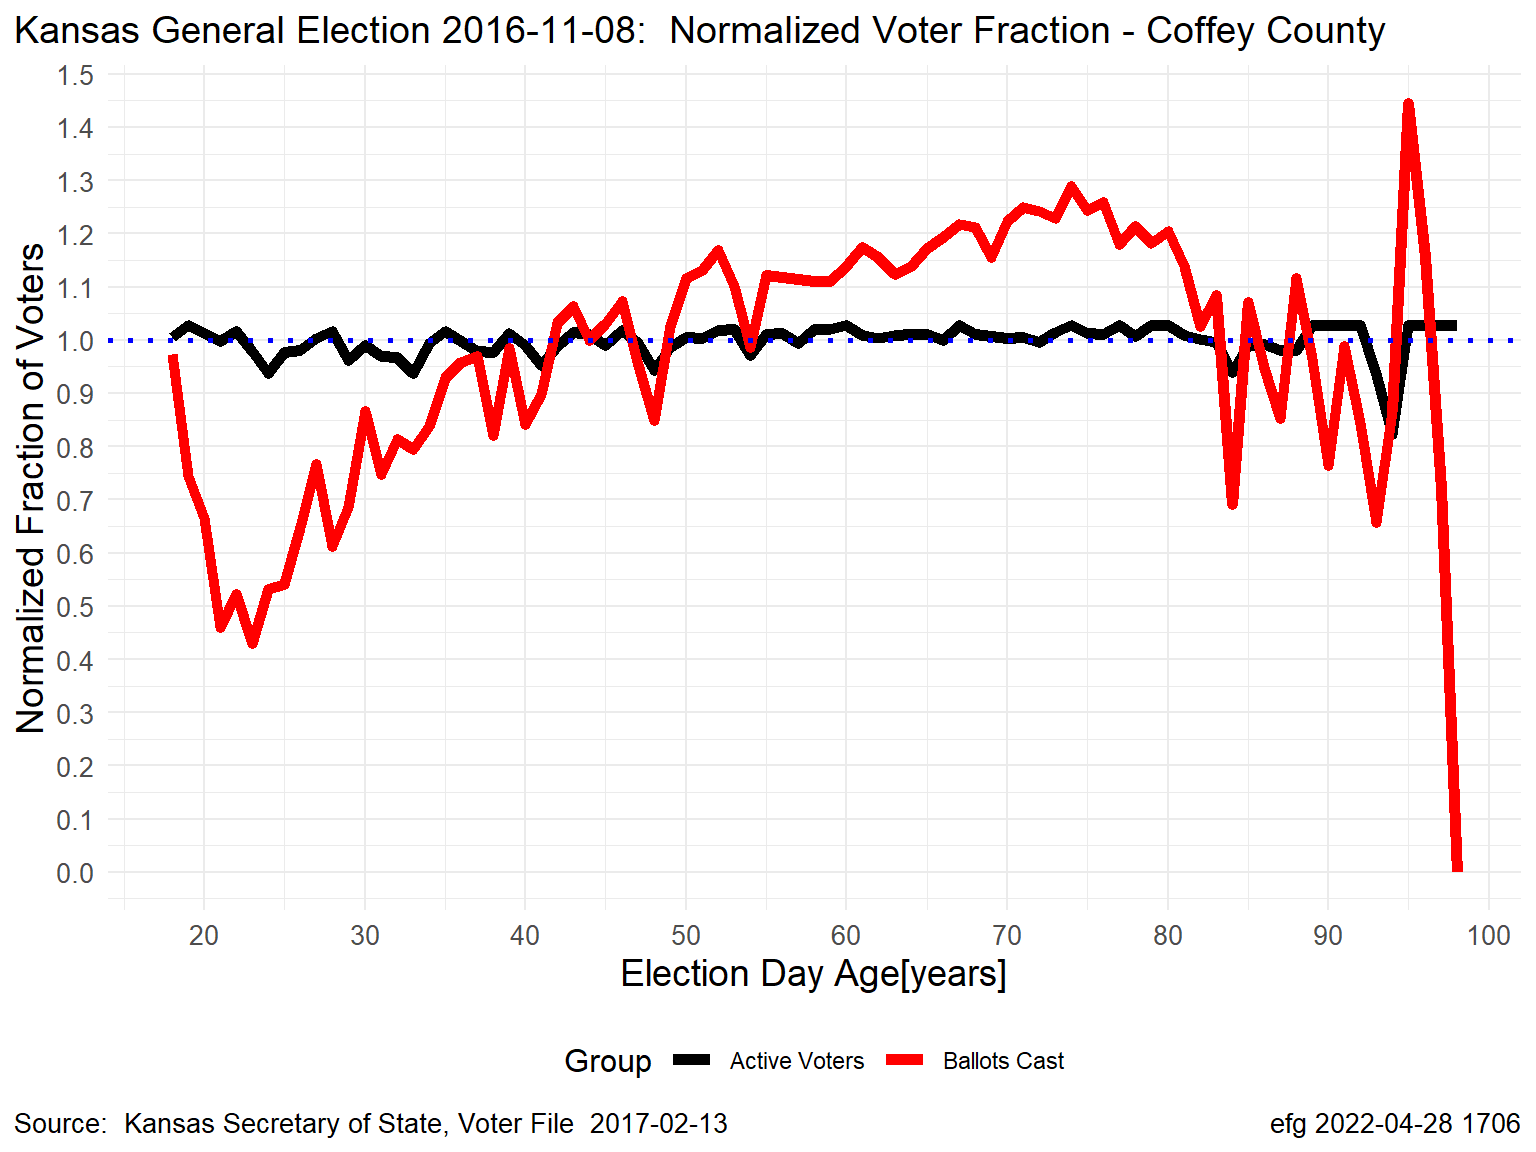 Kansas General Election 2016-11-08:  Normalized Voter Fraction - Coffey County
Normalized Fraction of Voters
1.5
1.4
1.3
1.2
1.1
1.0
0.9
0.8
0.7
0.6
0.5
0.4
0.3
0.2
0.1
0.0
20 30 40 50 60 70 80 90 100
Election Day Age[years]
Group Active Voters Ballots Cast
Source:  Kansas Secretary of State, Voter File  2017-02-13
efg 2022-04-28 1706